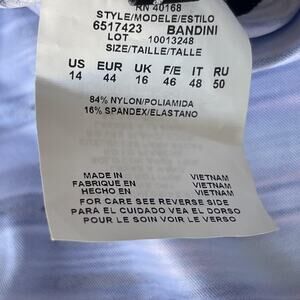 RN 40168
STYLE/MODELE/ESTILO
6517423 BANDINI
LOT 10013248
SIZE/TAILLE/TALLE
US EUR UK F/E IT RU
14 44 16 46 48 50
84% NYLON/POLIAMIDA
16% SPANDEX/ELASTANO
MADE IN VIETNAM
FABRIQUE EN VIETNAM
HECHO EN VIETNAM
FOR CARE SEE REVERSE SIDE
PARA EL CUIDADO VEA EL DORSO
POUR LE SOIN VOIR LE VERSO